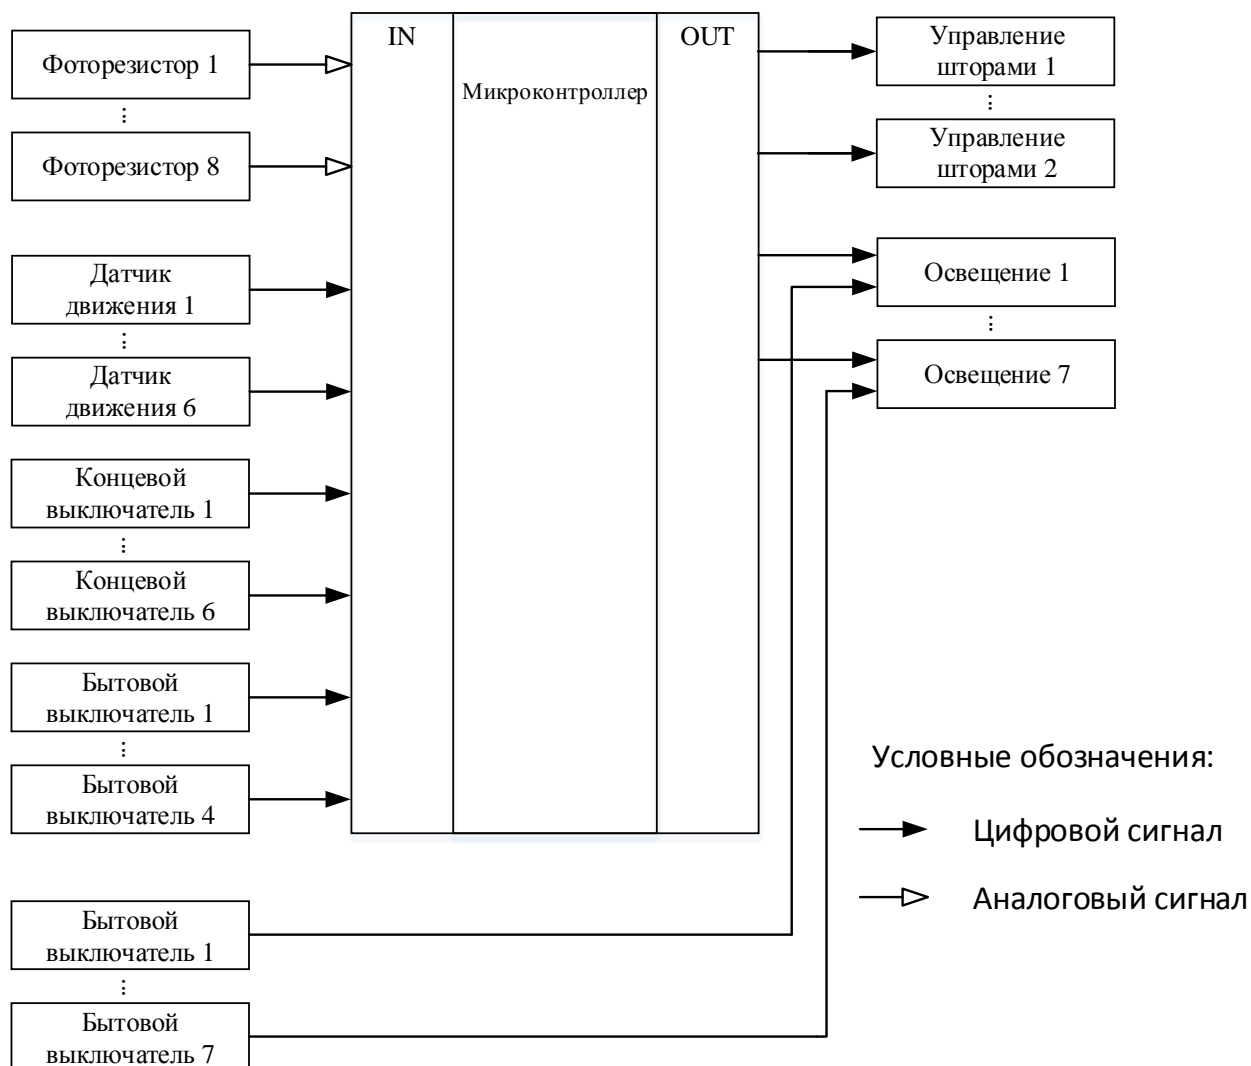 Фоторезистор 1
Фоторезистор 8
Датчик
движения 1
Датчик
движения 6
Концевой
выключатель 1
Концевой
выключатель 6
Бытовой
выключатель 1
Бытовой
выключатель 4
Бытовой
выключатель 1
Бытовой
выключатель 7
IN
Микроконтроллер
OUT
Управление
шторами 1
Управление
шторами 2
Освещение 1
Освещение 7
Условные обозначения:
Цифровой сигнал
Аналоговый сигнал